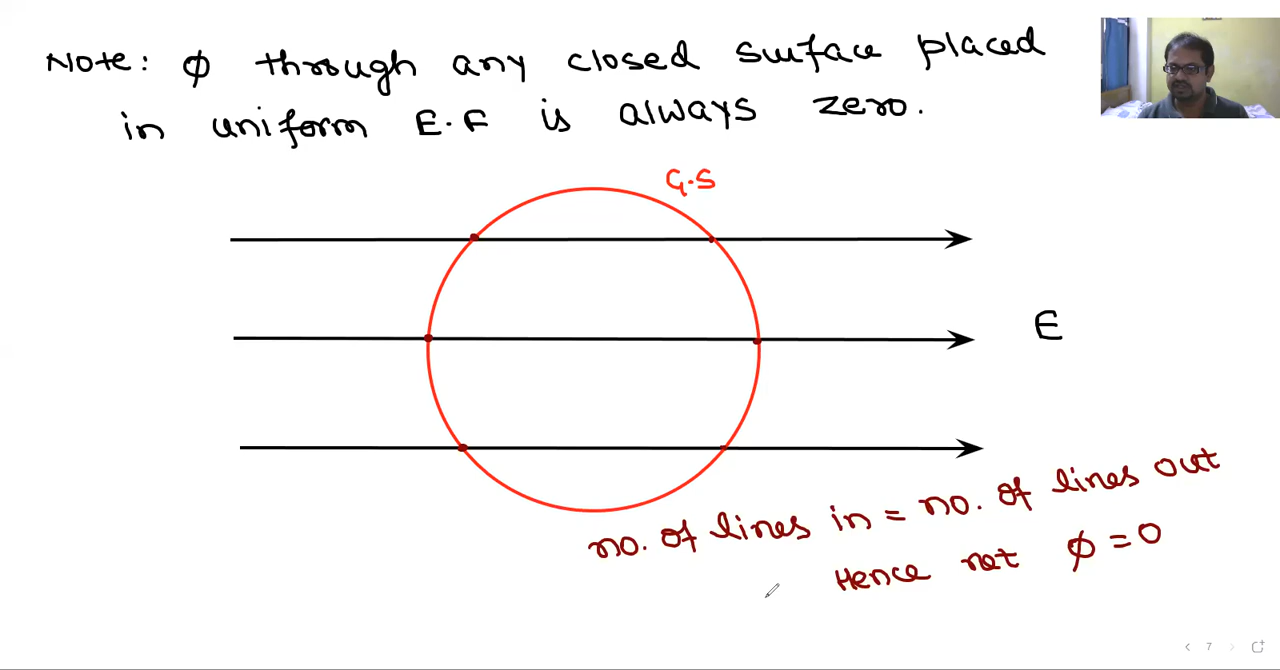 Note: φ through any closed surface placed
in uniform E.F is always zero.
G.S
E
no. of lines in = no. of lines out
Hence net φ = 0
7